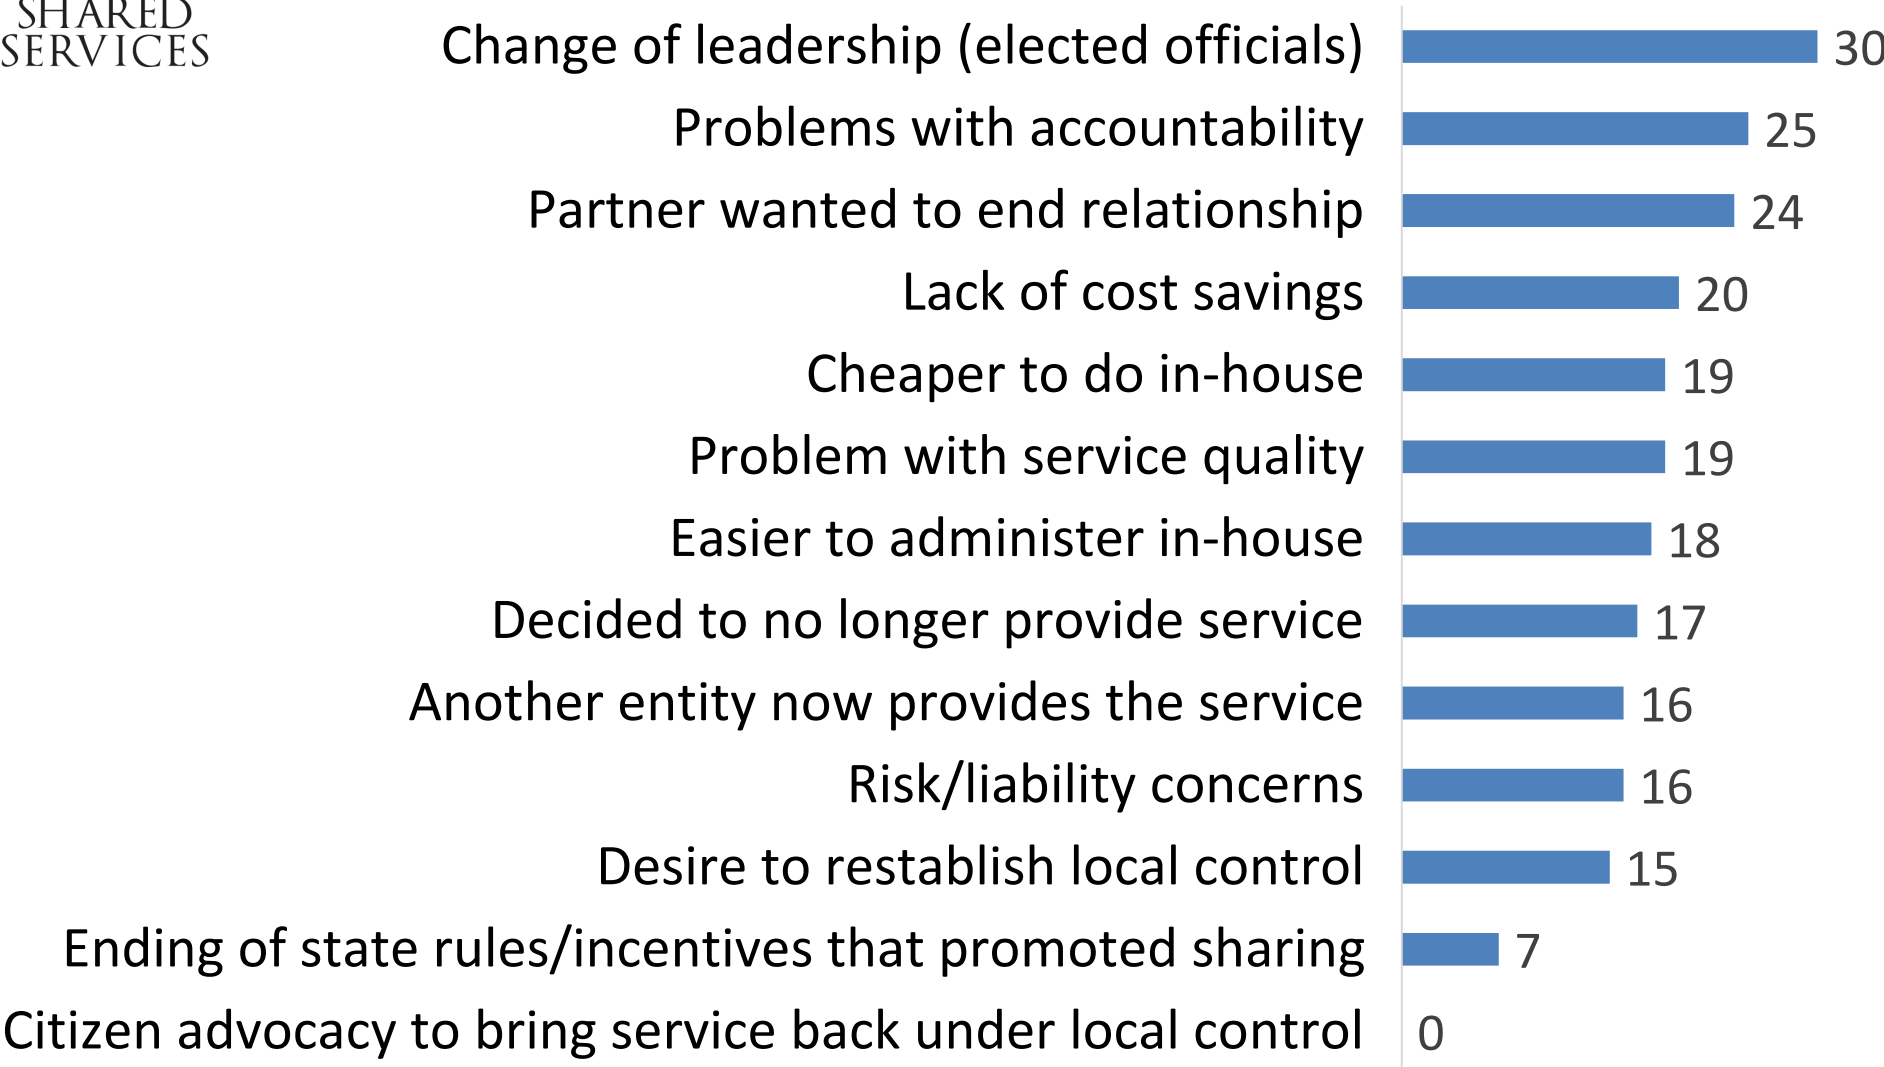 SHARED
SERVICES
Change of leadership (elected officials) 30
Problems with accountability 25
Partner wanted to end relationship 24
Lack of cost savings 20
Cheaper to do in-house 19
Problem with service quality 19
Easier to administer in-house 18
Decided to no longer provide service 17
Another entity now provides the service 16
Risk/liability concerns 16
Desire to restablish local control 15
Ending of state rules/incentives that promoted sharing 7
Citizen advocacy to bring service back under local control 0